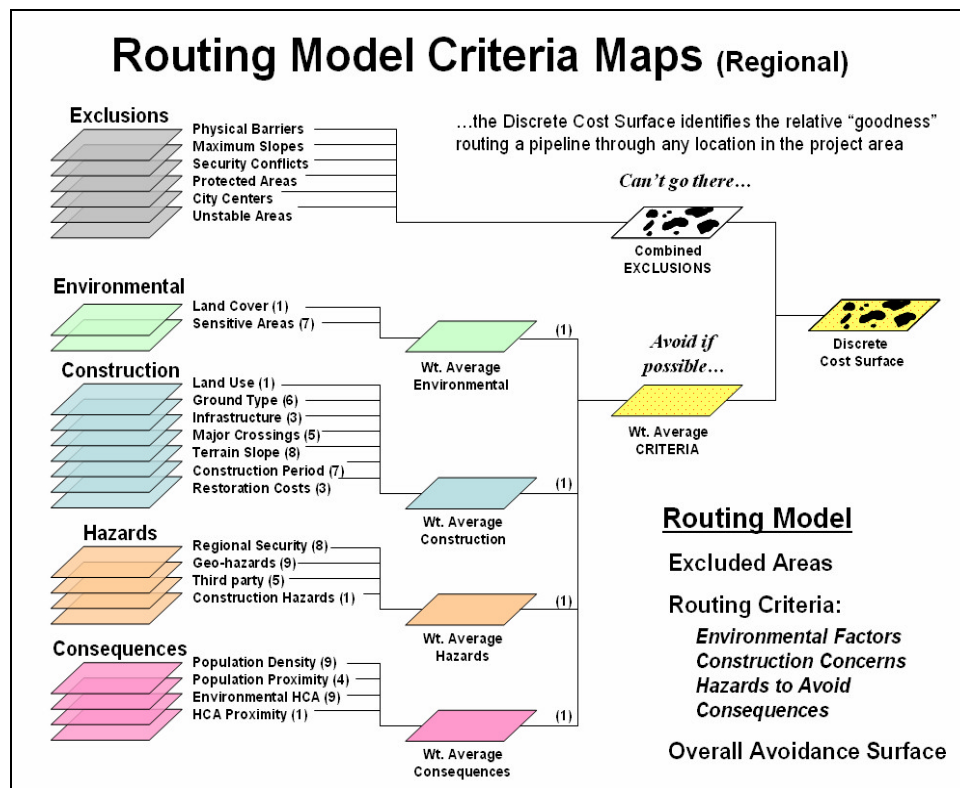 Routing Model Criteria Maps (Regional)
Exclusions
Physical Barriers
Maximum Slopes
Security Conflicts
Protected Areas
City Centers
Unstable Areas
…the Discrete Cost Surface identifies the relative “goodness”
routing a pipeline through any location in the project area
Can’t go there…
Combined
EXCLUSIONS
Environmental
Land Cover (1)
Sensitive Areas (7)
Wt. Average
Environmental
(1)
Avoid if
possible…
Wt. Average
CRITERIA
Discrete
Cost Surface
Construction
Land Use (1)
Ground Type (6)
Infrastructure (3)
Major Crossings (5)
Terrain Slope (8)
Construction Period (7)
Restoration Costs (3)
Wt. Average
Construction
(1)
Hazards
Regional Security (8)
Geo-hazards (9)
Third party (5)
Construction Hazards (1)
Wt. Average
Hazards
(1)
Consequences
Population Density (9)
Population Proximity (4)
Environmental HCA (9)
HCA Proximity (1)
Wt. Average
Consequences
(1)
Routing Model
Excluded Areas
Routing Criteria:
Environmental Factors
Construction Concerns
Hazards to Avoid
Consequences
Overall Avoidance Surface